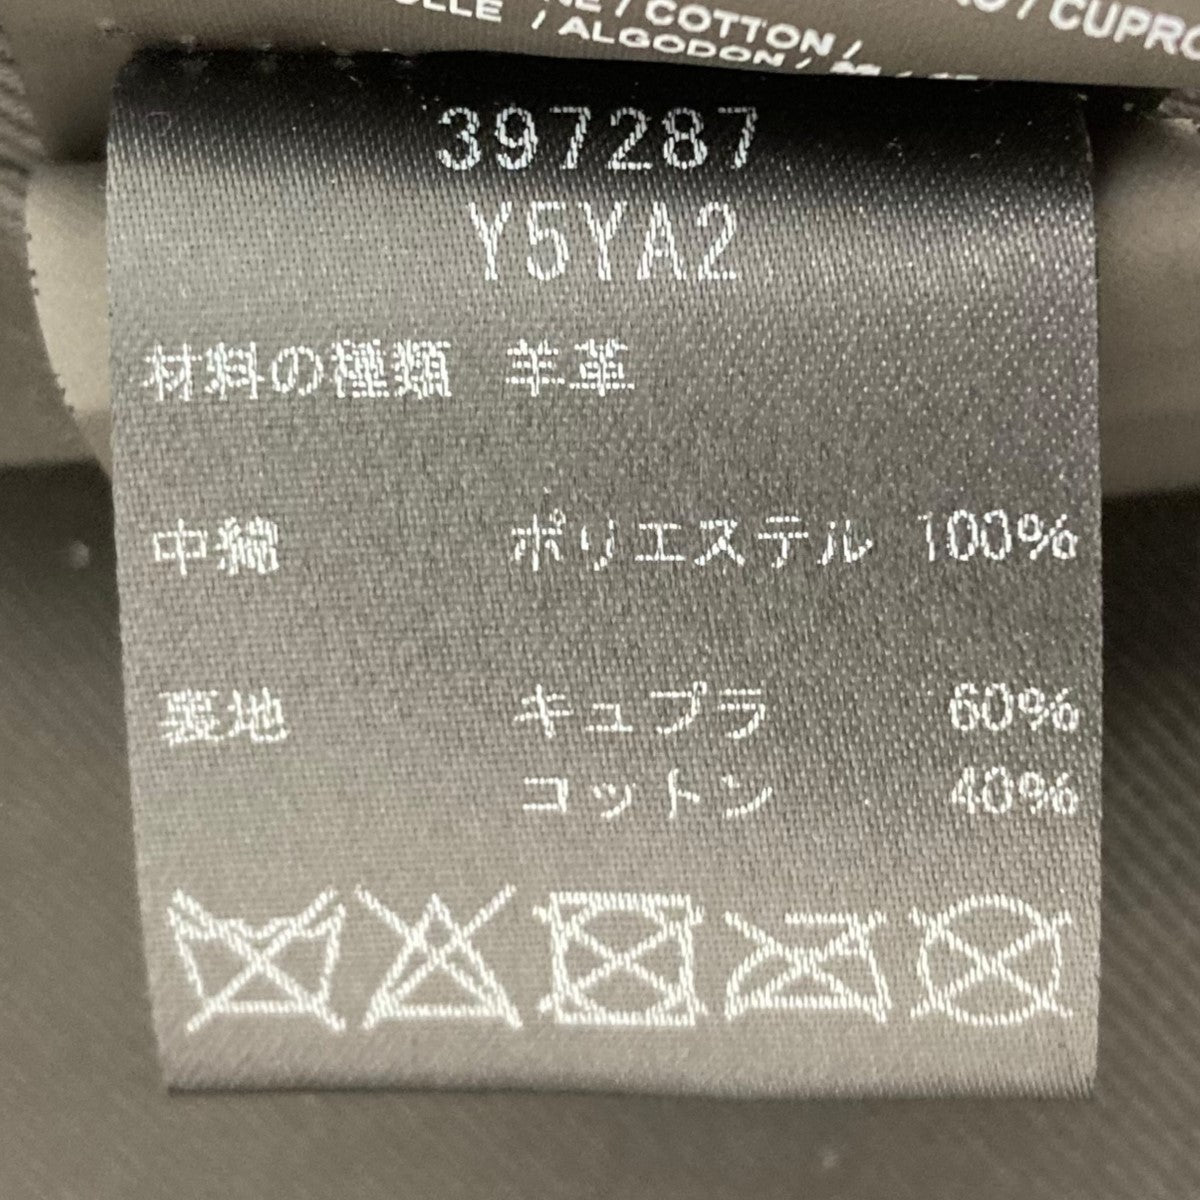 / COTTON /
/ ALGODON /
/ CUPRO
397287
Y5YA2
材料の種類 羊革
中綿 ポリエステル 100%
裏地 キュプラ 60%
コットン 40%